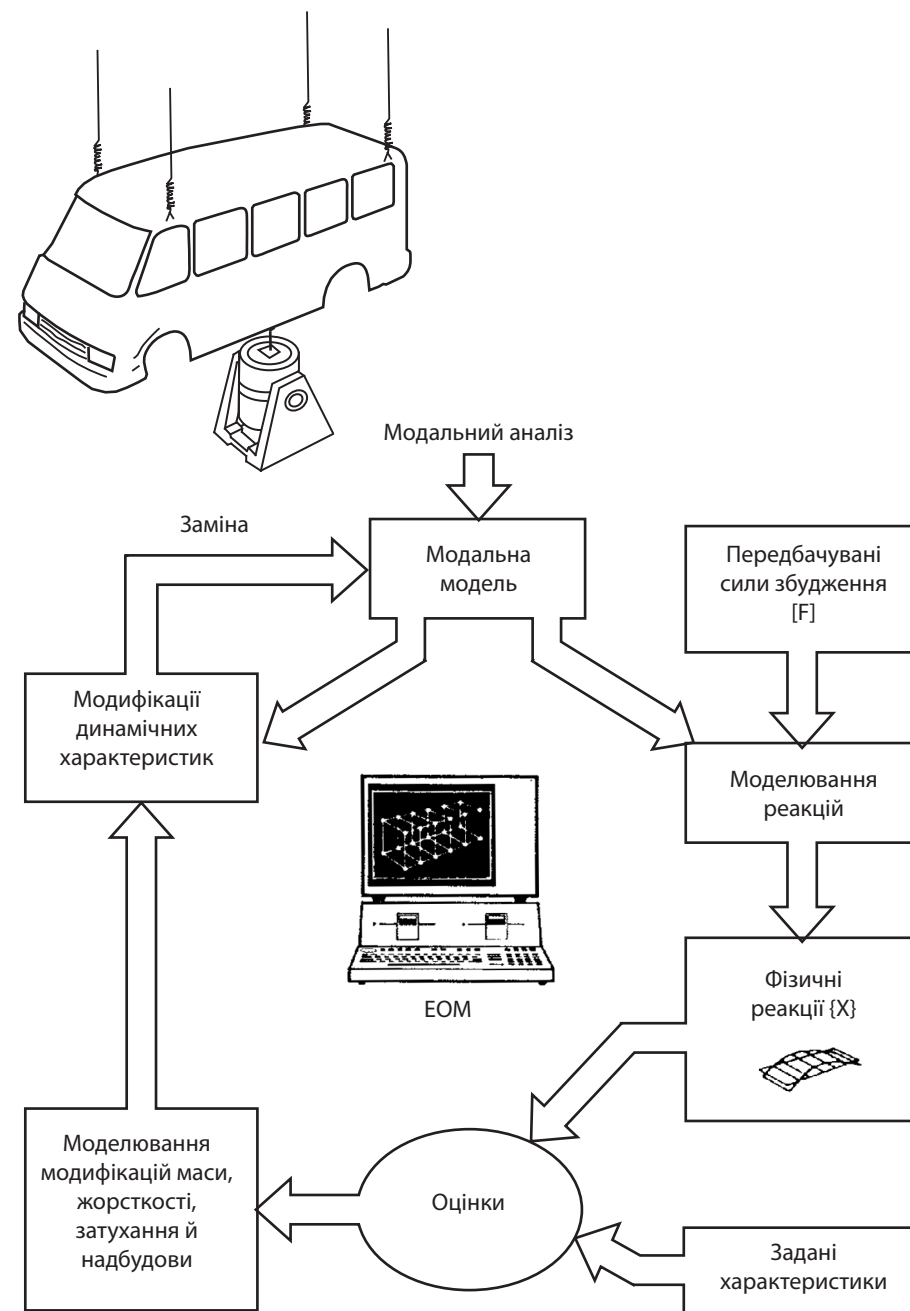 Модальний аналіз
Заміна
Модальна
модель
Передбачувані
сили збудження
[F]
Модифікації
динамічних
характеристик
Моделювання
реакцій
ЕОМ
Фізичні
реакції {X}
Моделювання
модифікацій маси,
жорсткості,
затухання й
надбудови
Оцінки
Задані
характеристики